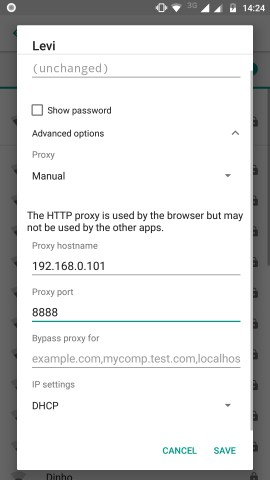 3G
14:24
Levi
(unchanged)
Show password
Advanced options
Proxy
Manual
The HTTP proxy is used by the browser but may
not be used by the other apps.
Proxy hostname
192.168.0.101
Proxy port
8888
Bypass proxy for
example.com,mycomp.test.com,localhos
IP settings
DHCP
CANCEL
SAVE
Dinho